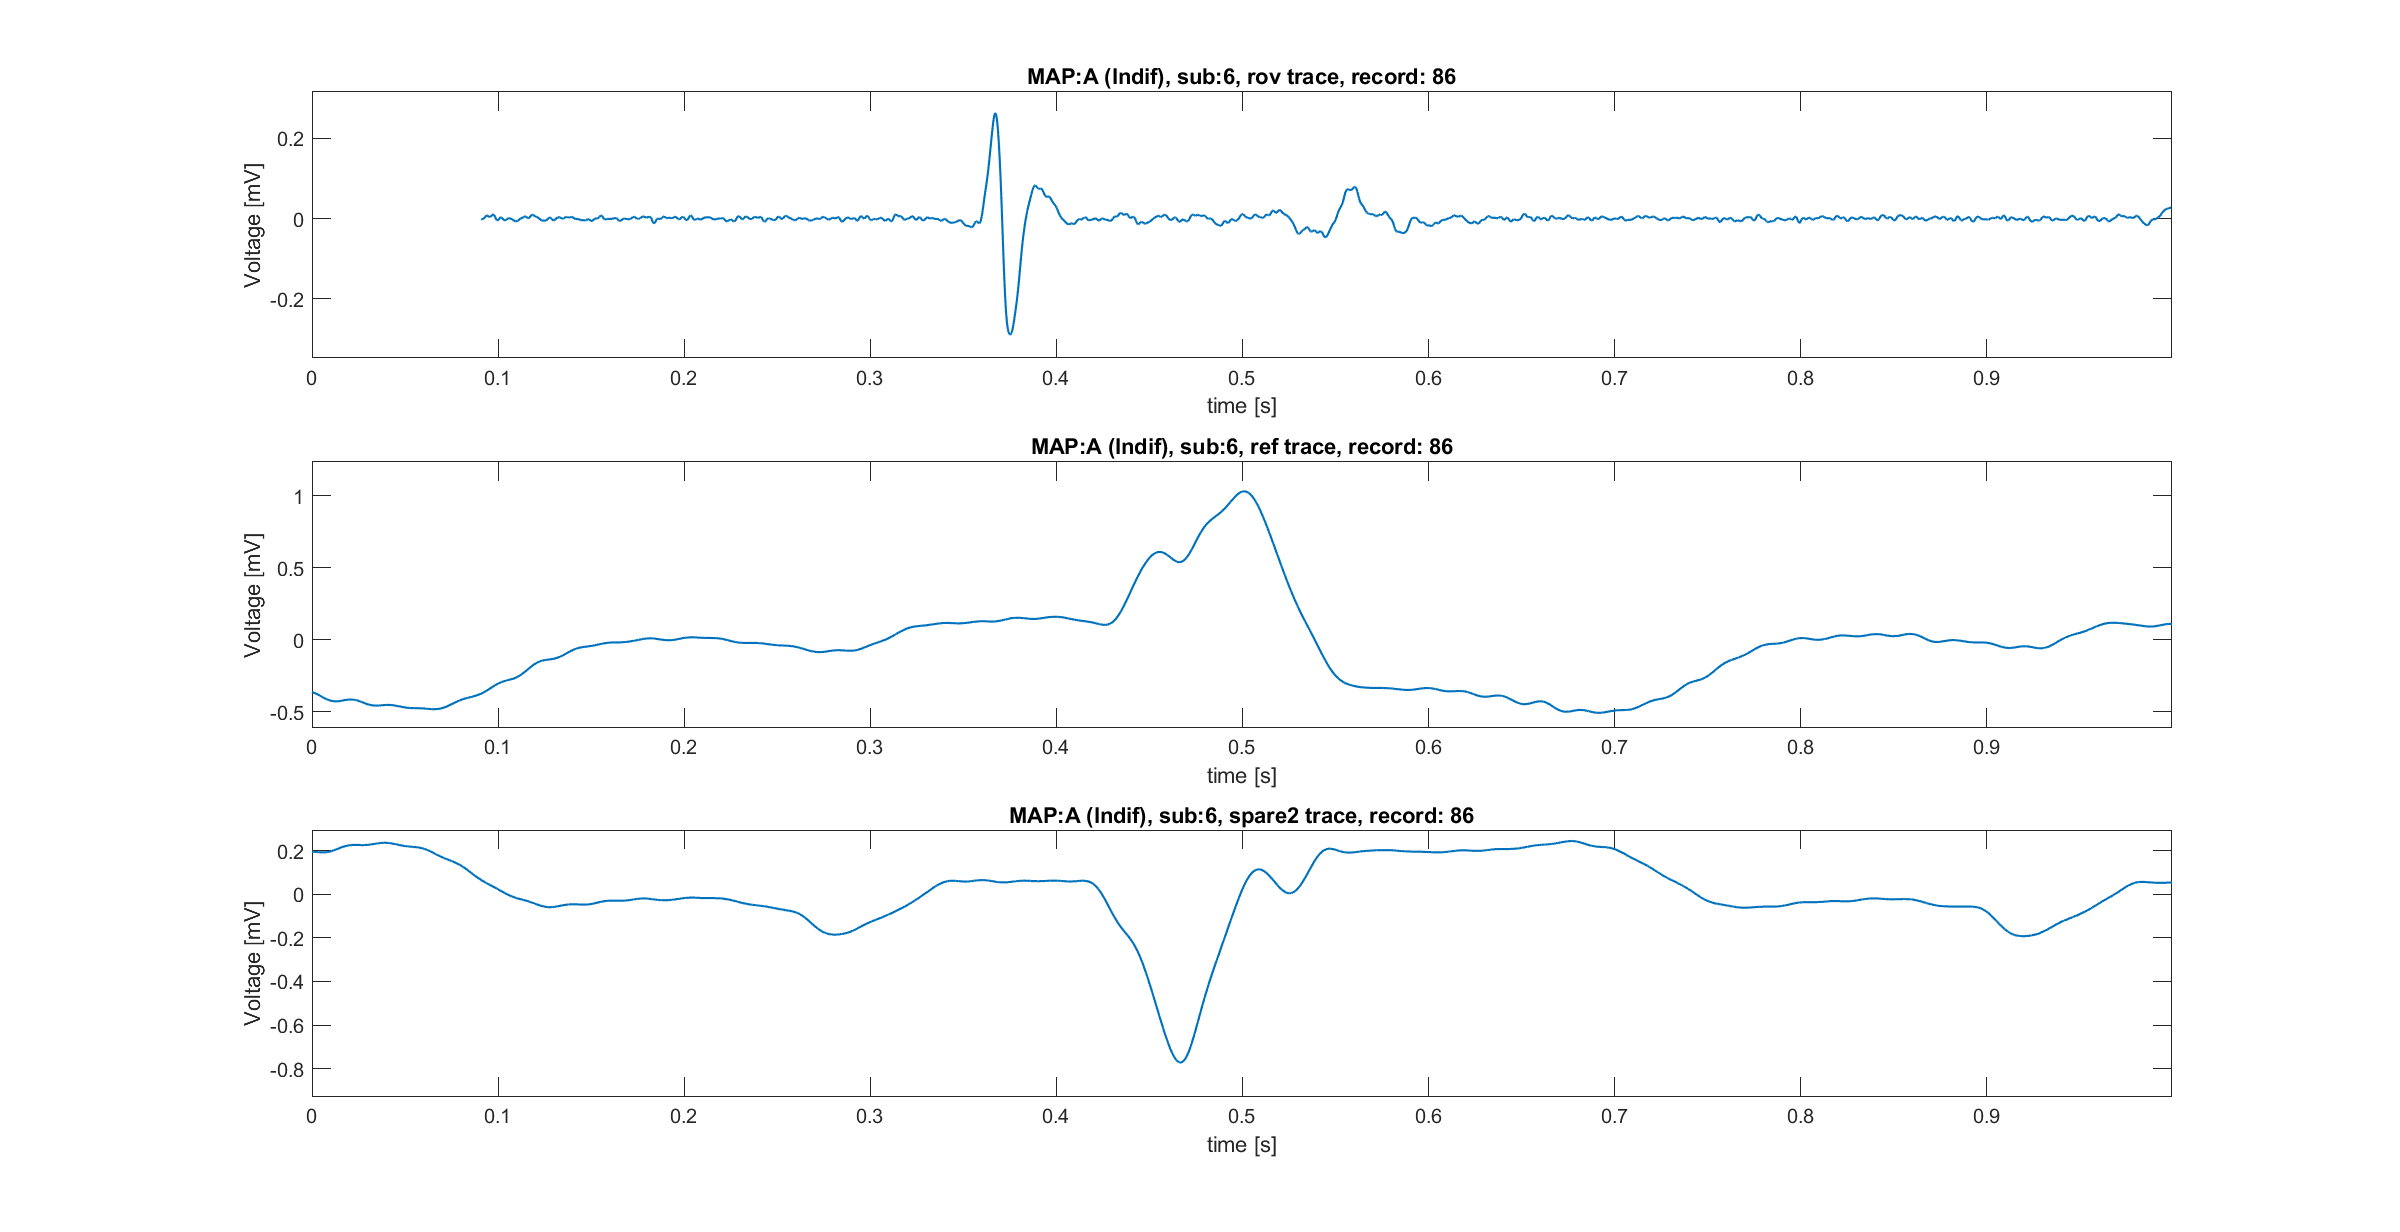 MAP:A (Indif), sub:6, rov trace, record: 86
Voltage [mV]
0.2
0
-0.2
0 0.1 0.2 0.3 0.4 0.5 0.6 0.7 0.8 0.9
time [s]
MAP:A (Indif), sub:6, ref trace, record: 86
Voltage [mV]
1
0.5
0
-0.5
0 0.1 0.2 0.3 0.4 0.5 0.6 0.7 0.8 0.9
time [s]
MAP:A (Indif), sub:6, spare2 trace, record: 86
Voltage [mV]
0.2
0
-0.2
-0.4
-0.6
-0.8
0 0.1 0.2 0.3 0.4 0.5 0.6 0.7 0.8 0.9
time [s]